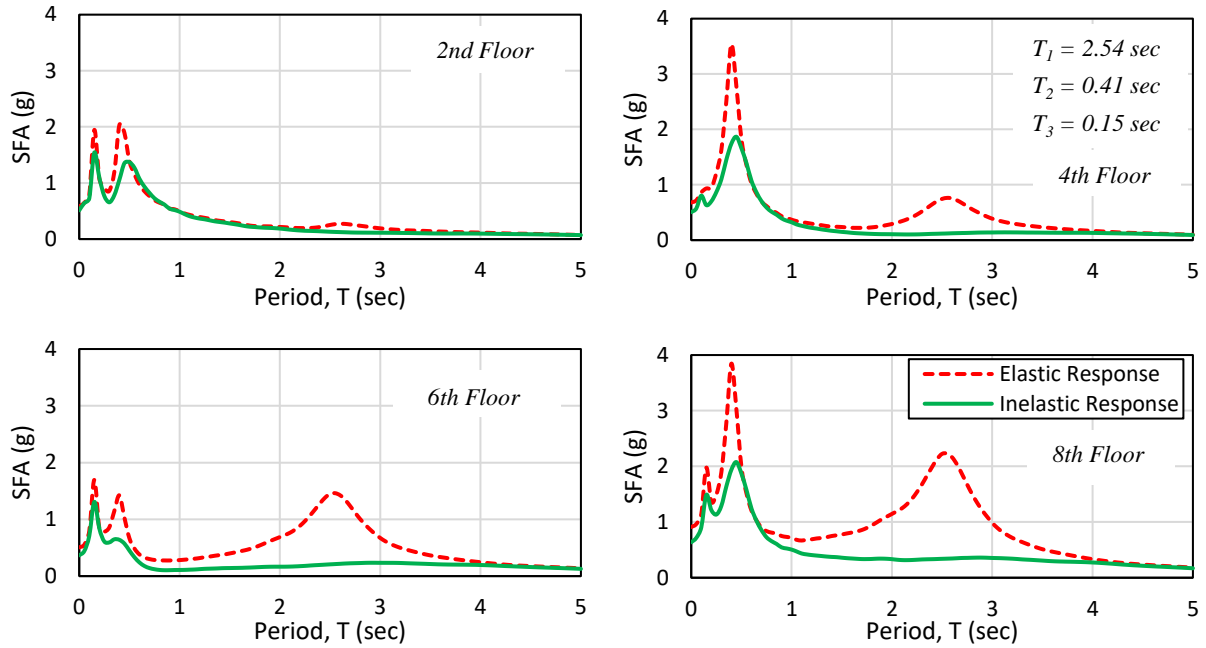 4
3
2
1
0
SFA (g)
2nd Floor
0 1 2 3 4 5
Period, T (sec)
4
3
2
1
0
SFA (g)
T1 = 2.54 sec
T2 = 0.41 sec
T3 = 0.15 sec
4th Floor
0 1 2 3 4 5
Period, T (sec)
4
3
2
1
0
SFA (g)
6th Floor
0 1 2 3 4 5
Period, T (sec)
4
3
2
1
0
SFA (g)
Elastic Response
Inelastic Response
8th Floor
0 1 2 3 4 5
Period, T (sec)